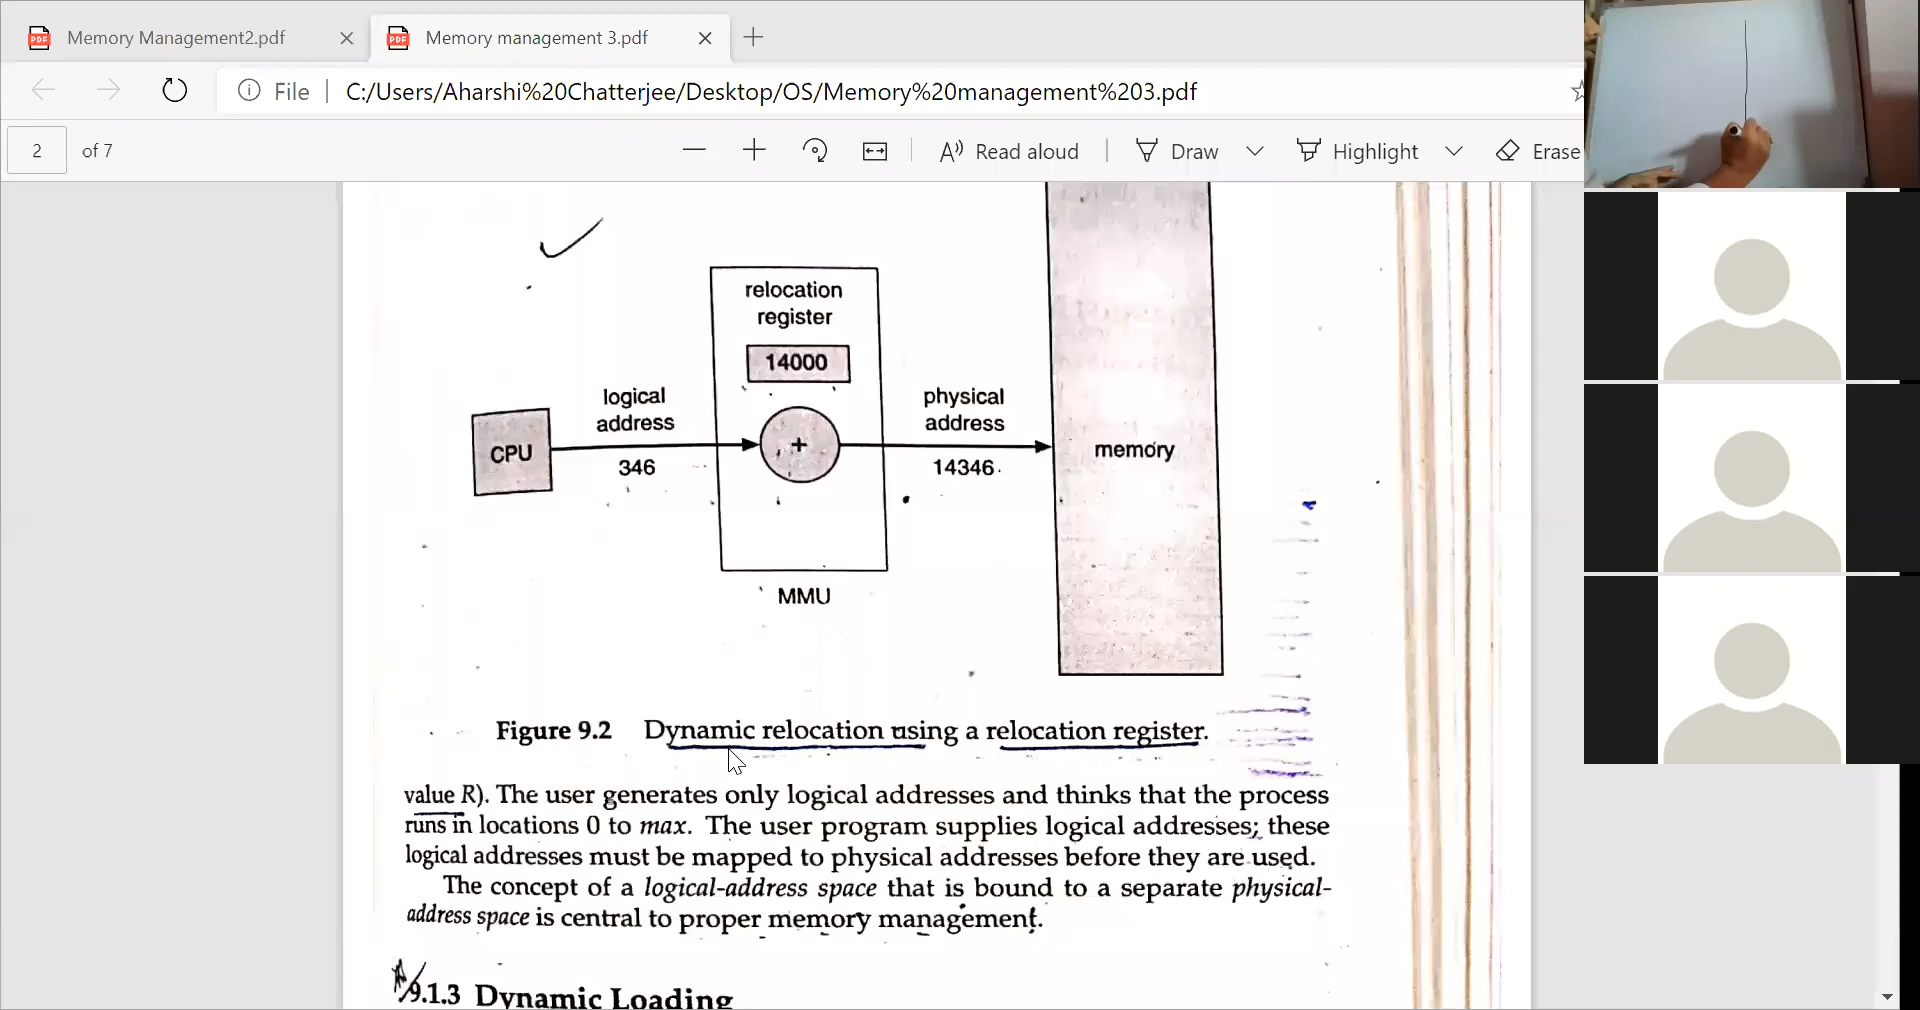 Memory Management2.pdf
Memory management 3.pdf
File
C:/Users/Aharshi%20Chatterjee/Desktop/OS/Memory%20management%203.pdf
2 of 7
Read aloud
Draw
Highlight
Erase
relocation
register
14000
logical
address
346
CPU
+
physical
address
14346
memory
MMU
Figure 9.2 Dynamic relocation using a relocation register.
value R). The user generates only logical addresses and thinks that the process
runs in locations 0 to max. The user program supplies logical addresses; these
logical addresses must be mapped to physical addresses before they are used.
The concept of a logical-address space that is bound to a separate physical-
address space is central to proper memory management.
9.1.3 Dynamic Loading